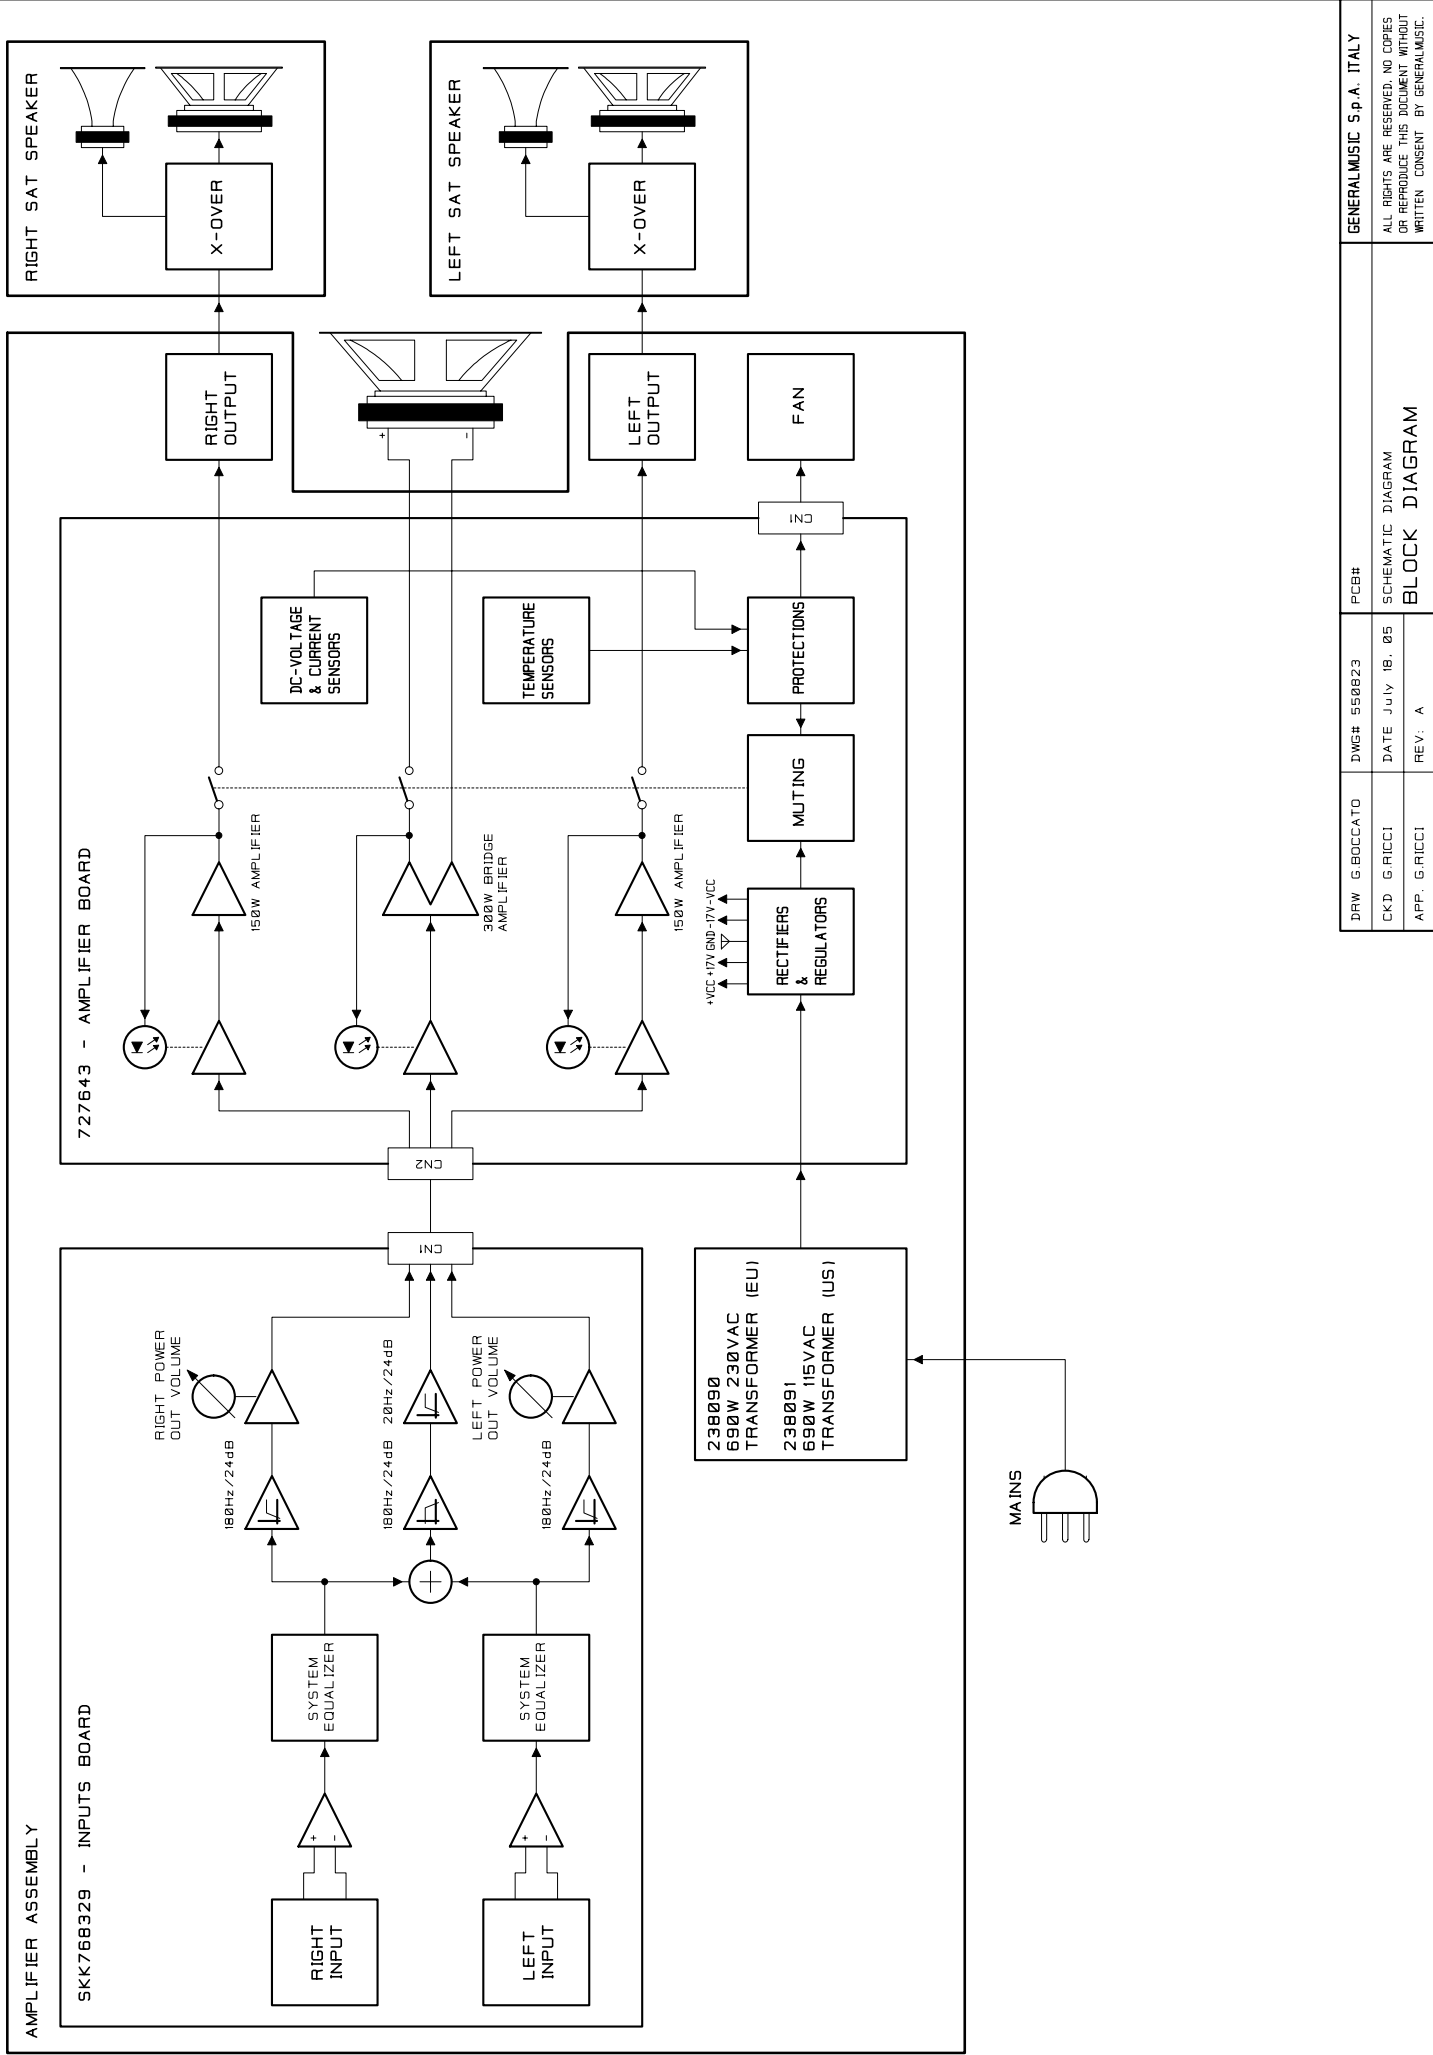 AMPLIFIER ASSEMBLY
SKK768329 - INPUTS BOARD
RIGHT
INPUT
+
-
SYSTEM
EQUALIZER
180Hz/24dB
RIGHT POWER
OUT VOLUME
180Hz/24dB
20Hz/24dB
LEFT
INPUT
+
-
SYSTEM
EQUALIZER
180Hz/24dB
LEFT POWER
OUT VOLUME
CN1
238090
690W 230VAC
TRANSFORMER (EU)
238091
690W 115VAC
TRANSFORMER (US)
MAINS
727643 - AMPLIFIER BOARD
CN2
150W AMPLIFIER
300W BRIDGE
AMPLIFIER
150W AMPLIFIER
+VCC
+17V
GND
-17V
-VCC
RECTIFIERS
&
REGULATORS
MUTING
PROTECTIONS
DC-VOLTAGE
& CURRENT
SENSORS
TEMPERATURE
SENSORS
CN1
FAN
RIGHT
OUTPUT
+
-
LEFT
OUTPUT
RIGHT SAT SPEAKER
X-OVER
LEFT SAT SPEAKER
X-OVER
DRW G.BOCCATO
DWG# 550823
PCB#
GENERALMUSIC S.p.A. ITALY
CKD G.RICCI
DATE July 18, 05
SCHEMATIC DIAGRAM
BLOCK DIAGRAM
APP. G.RICCI
REV: A
ALL RIGHTS ARE RESERVED. NO COPIES
OR REPRODUCE THIS DOCUMENT WITHOUT
WRITTEN CONSENT BY GENERALMUSIC.